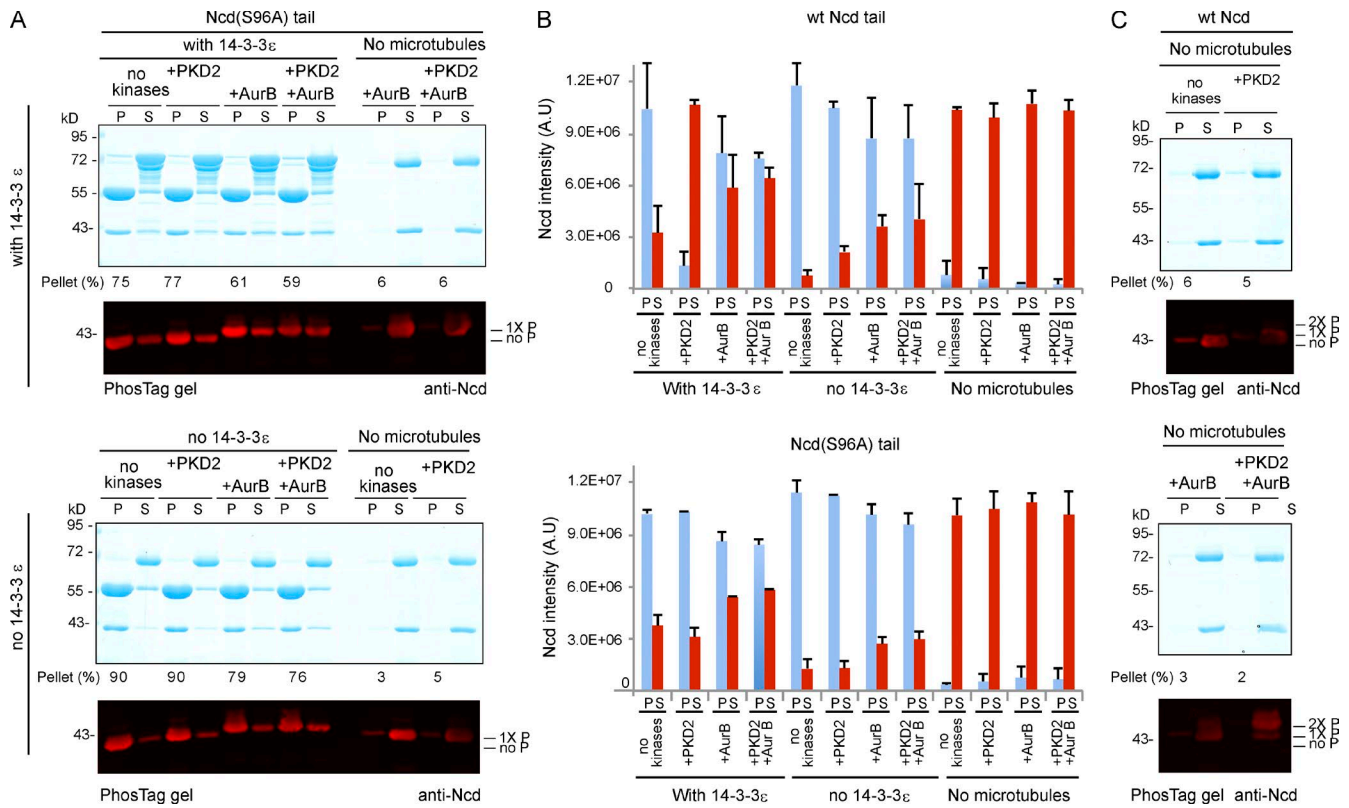 A
Ncd(S96A) tail
with 14-3-3ε
No microtubules
with 14-3-3 ε
no kinases
+PKD2
+AurB
+PKD2 +AurB
+AurB
+PKD2 +AurB
kD P S P S P S P S P S P S
95 -
72 -
55 -
43-
Pellet (%) 75 77 61 59 6 6
43-
1X P
no P
PhosTag gel
anti-Ncd
no 14-3-3ε
No microtubules
no 14-3-3 ε
no kinases
+PKD2
+AurB
+PKD2 +AurB
no kinases
+PKD2
kD P S P S P S P S P S P S
95 -
72 -
55 -
43-
Pellet (%) 90 90 79 76 3 5
43-
1X P
no P
PhosTag gel
anti-Ncd
B
wt Ncd tail
Ncd intensity (A.U)
1.2E+07
9.0E+06
6.0E+06
3.0E+06
0
PS PS PS PS PS PS PS PS PS PS PS PS
no kinases
+PKD2
+AurB
+PKD2 +Aur B
no kinases
+PKD2
+AurB
+PKD2 +Aur B
no kinases
+PKD2
+AurB
+PKD2 +Aur B
With 14-3-3ε
no 14-3-3ε
No microtubules
Ncd(S96A) tail
Ncd intensity (A.U)
1.2E+07
9.0E+06
6.0E+06
3.0E+06
0
PS PS PS PS PS PS PS PS PS PS PS PS
no kinases
+PKD2
+AurB
+PKD2 +Aur B
no kinases
+PKD2
+AurB
+PKD2 +Aur B
no kinases
+PKD2
+AurB
+PKD2 +Aur B
With 14-3-3ε
no 14-3-3ε
No microtubules
C
wt Ncd
No microtubules
no kinases
+PKD2
kD P S P S
95-
72-
55-
43-
Pellet (%) 6 5
43-
2X P
1X P
no P
PhosTag gel anti-Ncd
No microtubules
+AurB
+PKD2 +AurB
kD P S P S
95-
72-
55-
43-
Pellet (%) 3 2
43-
2X P
1X P
no P
PhosTag gel anti-Ncd